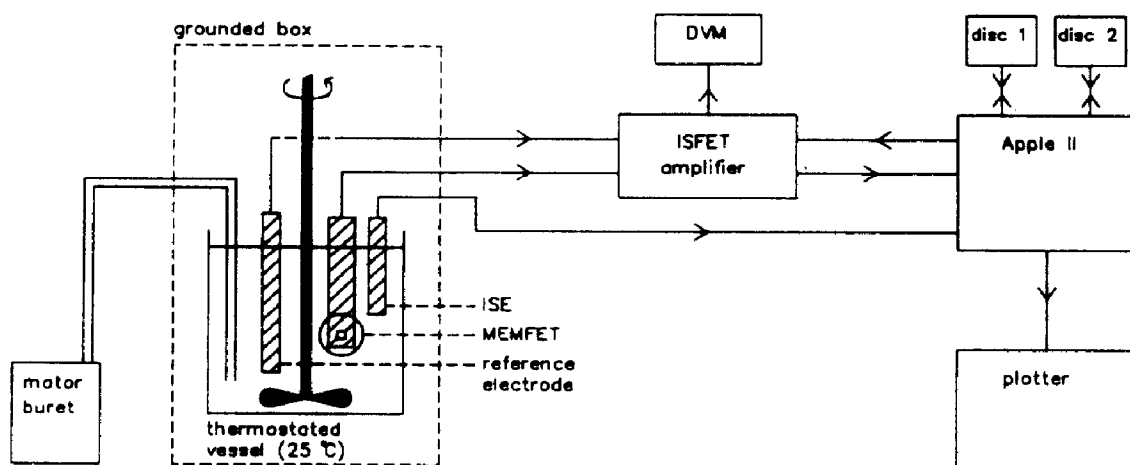 grounded box
DVM
disc 1
disc 2
ISFET
amplifier
Apple II
ISE
MEMFET
reference
electrode
motor
buret
thermostated
vessel (25 ℃)
plotter